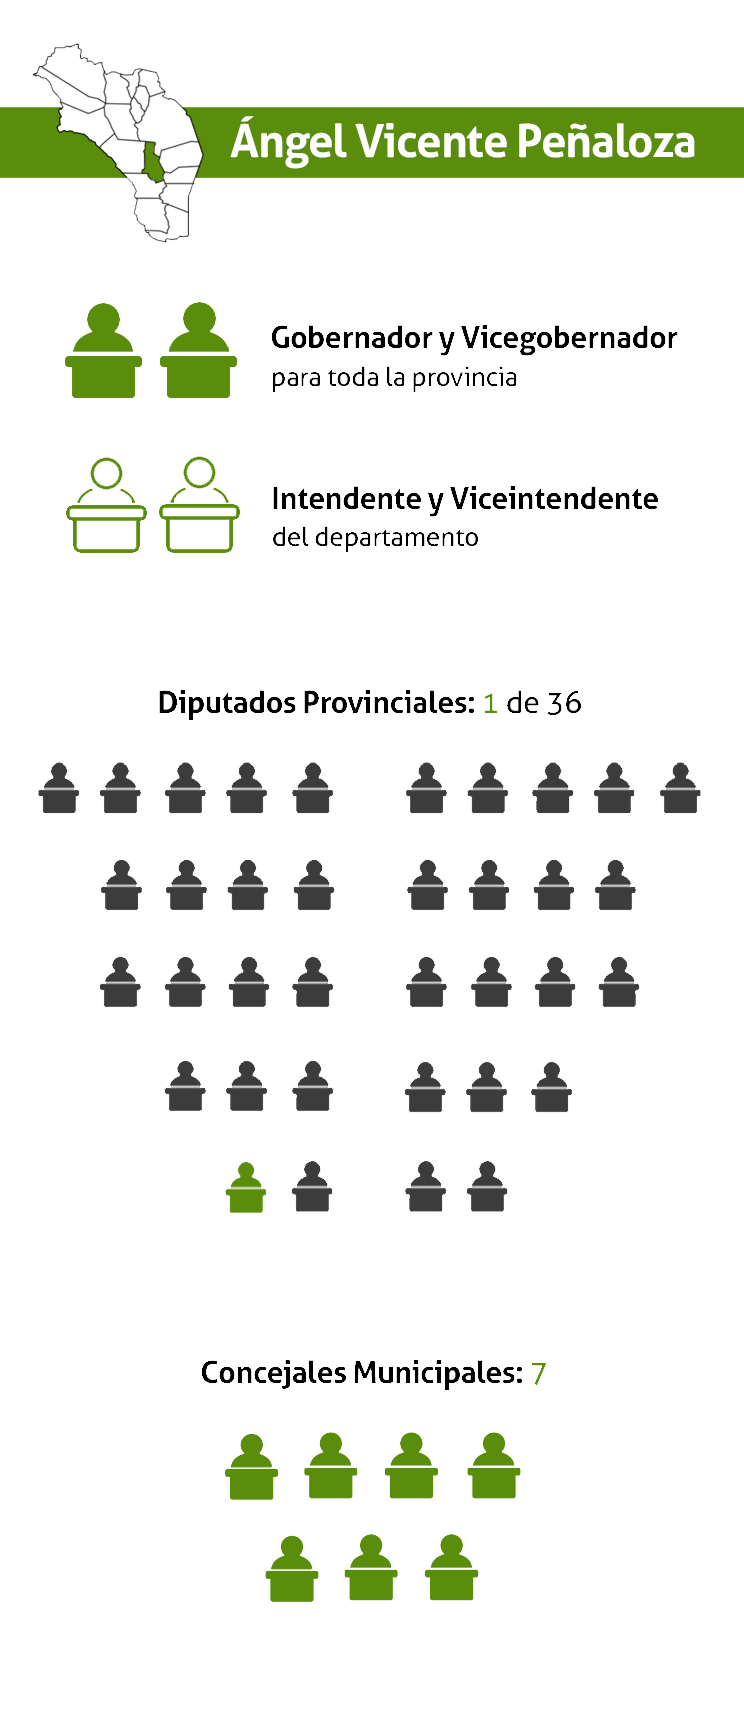 Ángel Vicente Peñaloza
Gobernador y Vicegobernador
para toda la provincia
Intendente y Viceintendente
del departamento
Diputados Provinciales: 1 de 36
Concejales Municipales: 7